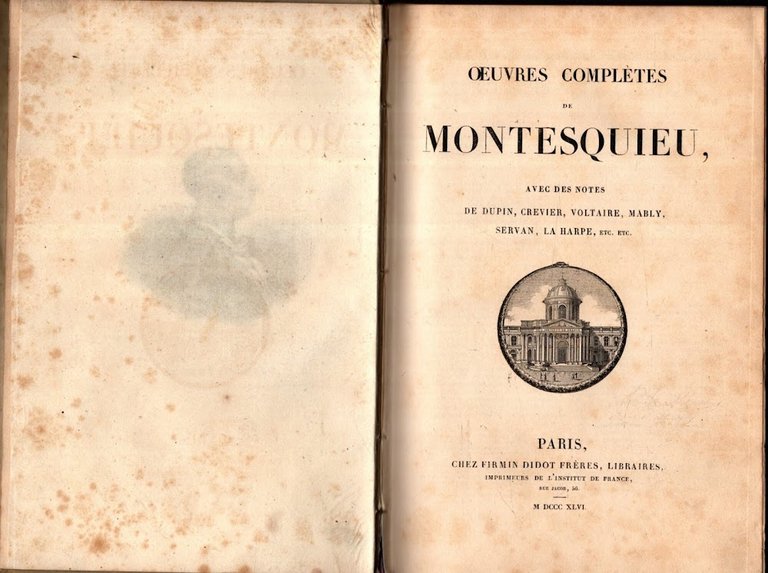 ŒUVRES COMPLÈTES
DE
MONTESQUIEU,
AVEC DES NOTES
DE DUPIN, CREVIER, VOLTAIRE, MABLY,
SERVAN, LA HARPE, ETC. ETC.
PARIS,
CHEZ FIRMIN DIDOT FRÈRES, LIBRAIRES,
IMPRIMEURS DE L'INSTITUT DE FRANCE,
RUE JACOB, 56.
M DCCC XLVI.